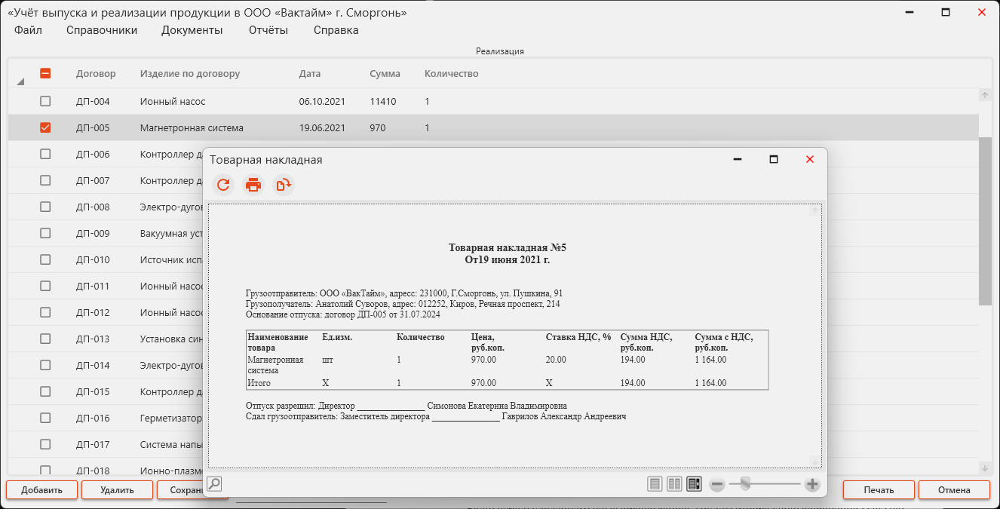 «Учёт выпуска и реализации продукции в ООО «Вактайм» г. Сморгонь»
Файл Справочники Документы Отчёты Справка
Реализация
Договор Изделие по договору Дата Сумма Количество
ДП-004 Ионный насос 06.10.2021 11410 1
ДП-005 Магнетронная система 19.06.2021 970 1
ДП-006 Контроллер
ДП-007 Контроллер
ДП-008 Электро-дугов
ДП-009 Вакуумная уст
ДП-010 Источник исп
ДП-011 Ионный насос
ДП-012 Ионный насос
ДП-013 Установка син
ДП-014 Электро-дугов
ДП-015 Контроллер
ДП-016 Герметизатор
ДП-017 Система напы
ДП-018 Ионно-плазме
Товарная накладная
Товарная накладная №5
От19 июня 2021 г.
Грузоотправитель: ООО «ВакТайм», адресс: 231000, Г.Сморгонь, ул. Пушкина, 91
Грузополучатель: Анатолий Суворов, адрес: 012252, Киров, Речная проспект, 214
Основание отпуска: договор ДП-005 от 31.07.2024
Наименование товара Ед.изм. Количество Цена, руб.коп. Ставка НДС, % Сумма НДС, руб.коп. Сумма с НДС, руб.коп.
Магнетронная система шт 1 970.00 20.00 194.00 1 164.00
Итого X 1 970.00 X 194.00 1 164.00
Отпуск разрешил: Директор _______________ Симонова Екатерина Владимировна
Сдал грузоотправитель: Заместитель директора _______________ Гаврилов Александр Андреевич
Добавить Удалить Сохран Печать Отмена